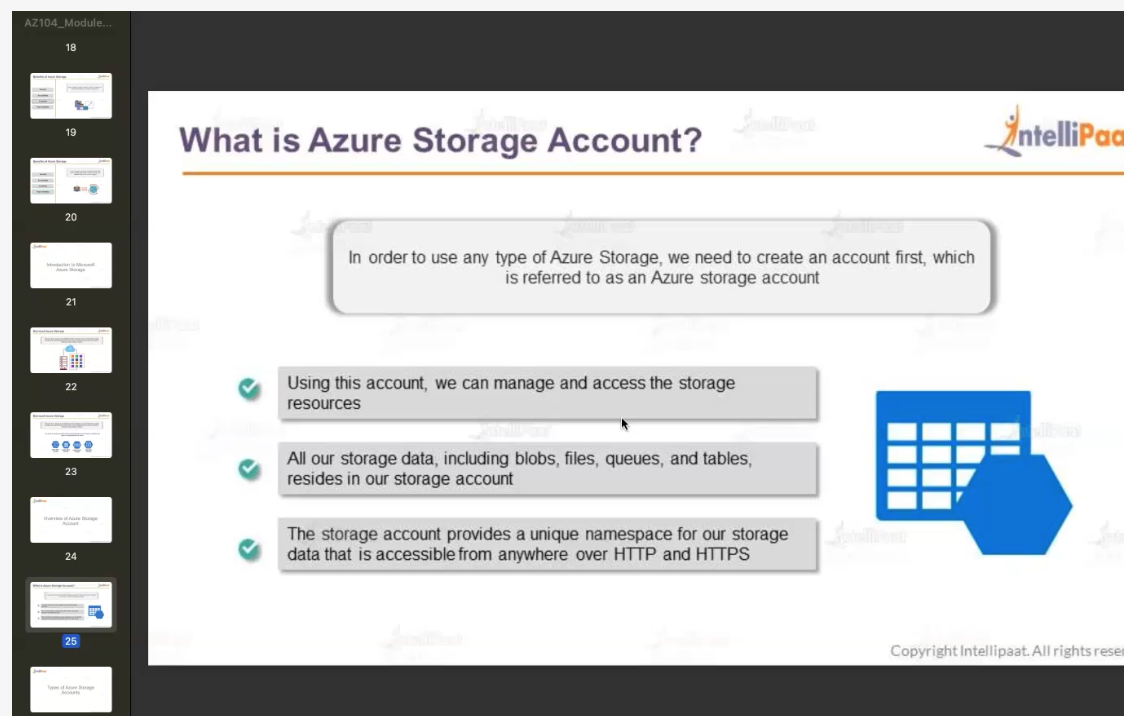 AZ104_Module...
18
19
20
21
22
23
24
25
Introduction to Microsoft
Azure Storage
Overview of Azure Storage
Account
What is Azure Storage Account?
Types of Azure Storage
Accounts
What is Azure Storage Account?
IntelliPaa
In order to use any type of Azure Storage, we need to create an account first, which
is referred to as an Azure storage account
Using this account, we can manage and access the storage
resources
All our storage data, including blobs, files, queues, and tables,
resides in our storage account
The storage account provides a unique namespace for our storage
data that is accessible from anywhere over HTTP and HTTPS
Copyright Intellipaat. All rights reser